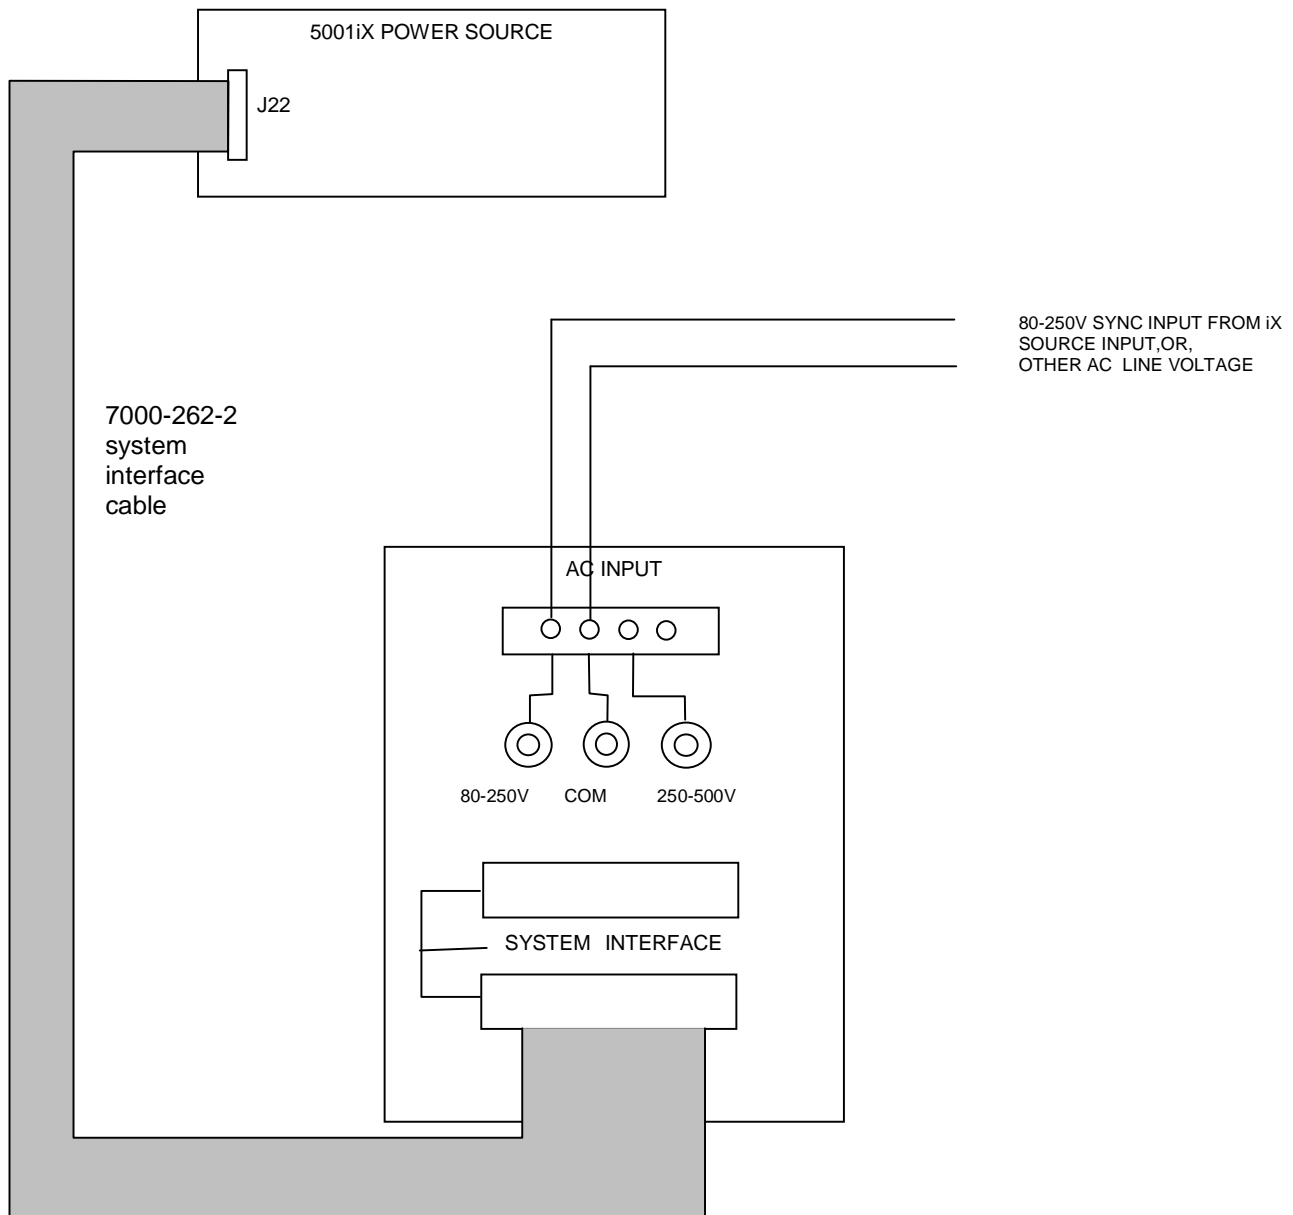 5001iX POWER SOURCE
J22
80-250V SYNC INPUT FROM iX
SOURCE INPUT,OR,
OTHER AC LINE VOLTAGE
7000-262-2
system
interface
cable
AC INPUT
80-250V COM 250-500V
SYSTEM INTERFACE